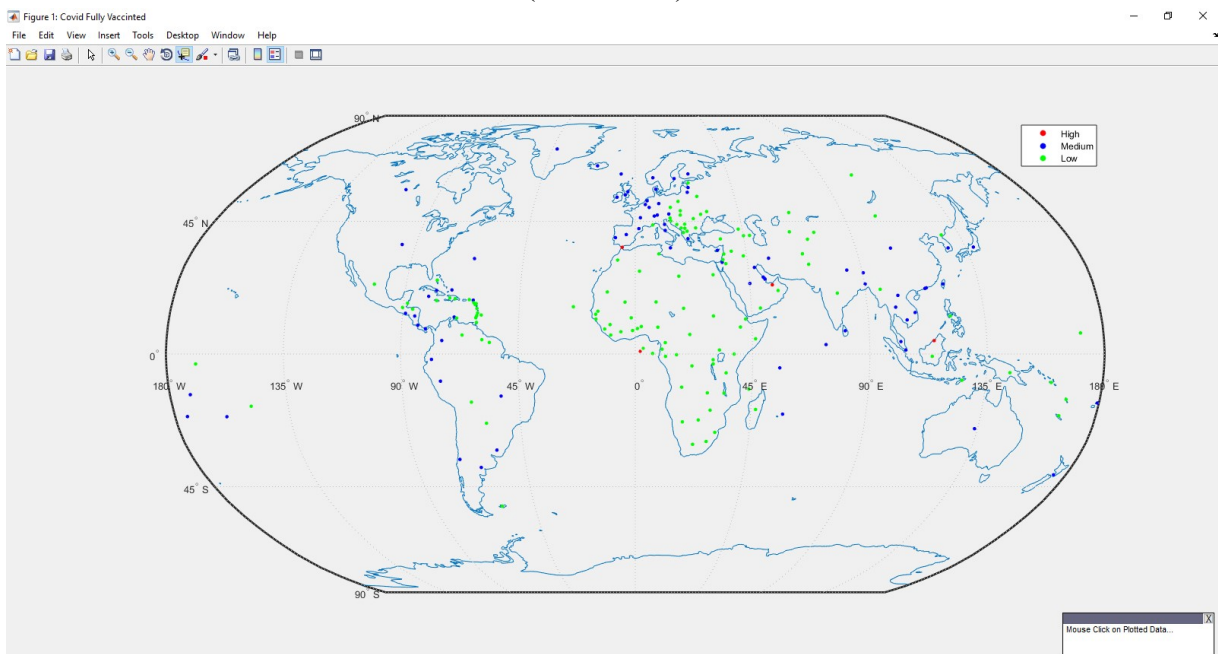 Figure 1: Covid Fully Vaccinted
File Edit View Insert Tools Desktop Window Help
90° N
High
Medium
Low
45° N
0°
180° W 135° W 90° W 45° W 0° 45° E 90° E 135° E 180° E
45° S
90° S
X
Mouse Click on Plotted Data...